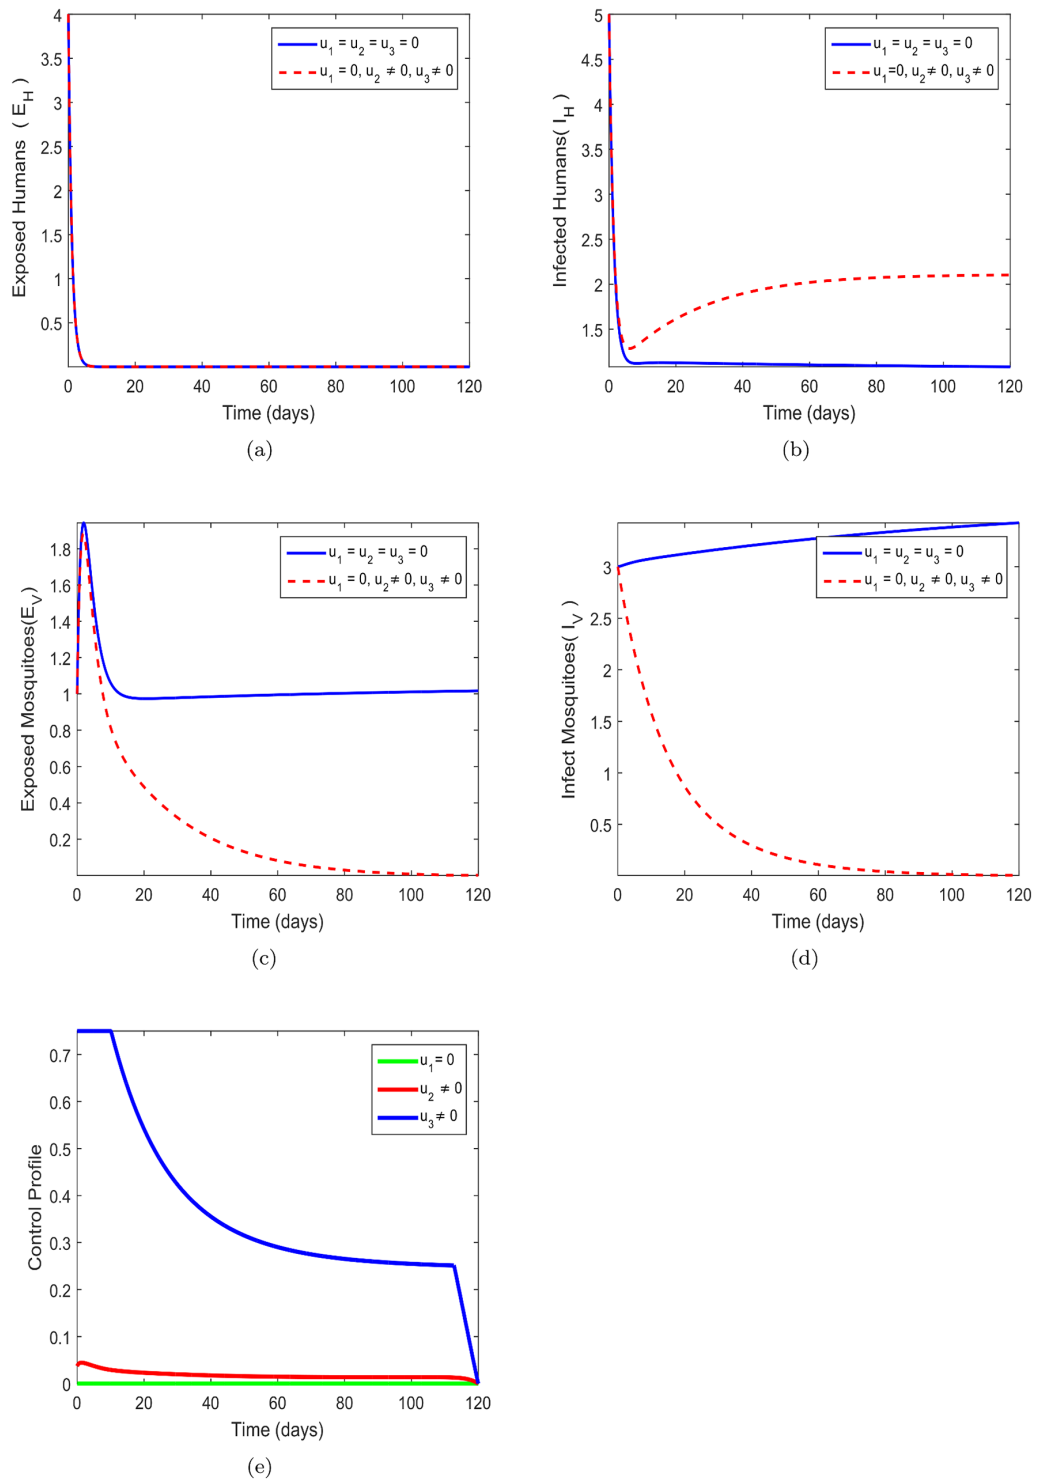 4
3.5
3
2.5
2
1.5
1
0.5
Exposed Humans ( E_H )
u_1 = u_2 = u_3 = 0
u_1 = 0, u_2 ≠ 0, u_3 ≠ 0
0 20 40 60 80 100 120
Time (days)
(a)
5
4.5
4
3.5
3
2.5
2
1.5
Infected Humans( I_H )
u_1 = u_2 = u_3 = 0
u_1=0, u_2 ≠ 0, u_3 ≠ 0
0 20 40 60 80 100 120
Time (days)
(b)
1.8
1.6
1.4
1.2
1
0.8
0.6
0.4
0.2
Exposed Mosquitoes(E_V)
u_1 = u_2 = u_3 = 0
u_1 = 0, u_2 ≠ 0, u_3 ≠ 0
0 20 40 60 80 100 120
Time (days)
(c)
3
2.5
2
1.5
1
0.5
Infect Mosquitoes( I_V )
u_1 = u_2 = u_3 = 0
u_1 = 0, u_2 ≠ 0, u_3 ≠ 0
0 20 40 60 80 100 120
Time (days)
(d)
0.7
0.6
0.5
0.4
0.3
0.2
0.1
0
Control Profile
u_1 = 0
u_2 ≠ 0
u_3 ≠ 0
0 20 40 60 80 100 120
Time (days)
(e)